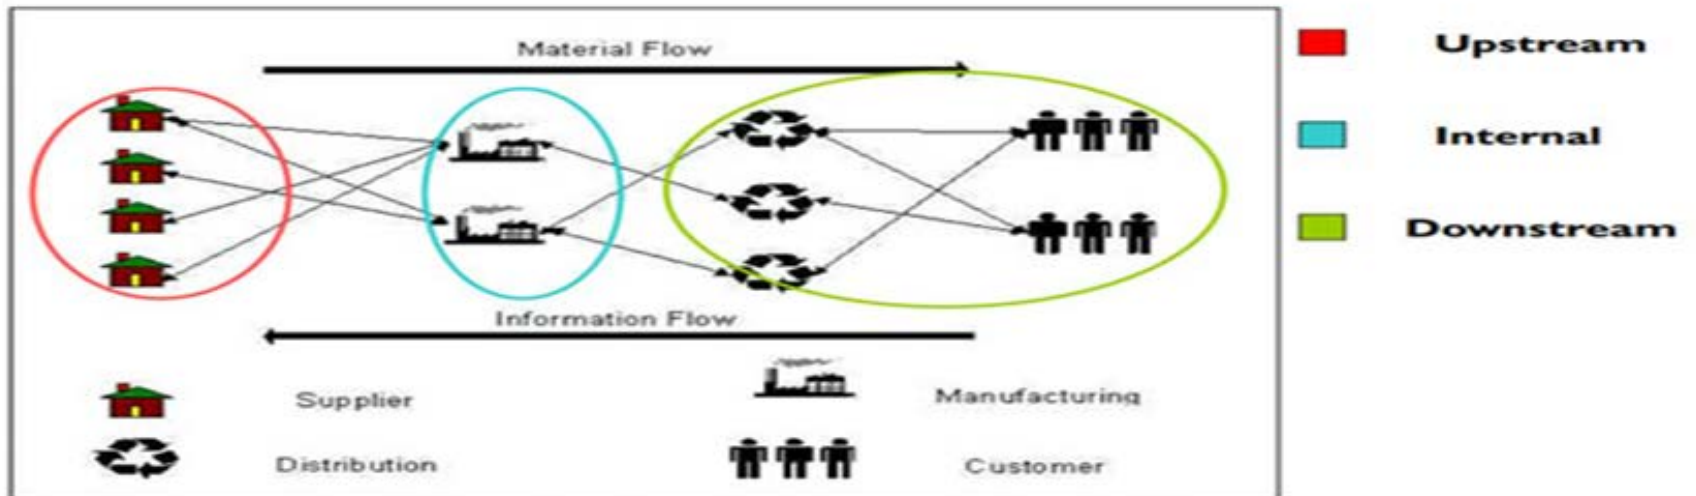 Material Flow
Upstream
Internal
Downstream
Information Flow
Supplier
Manufacturing
Distribution
Customer